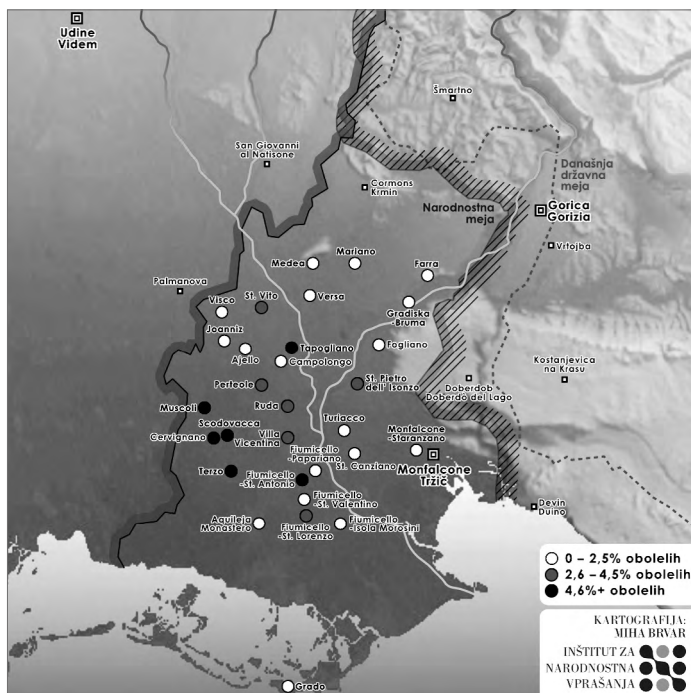 Udine
Videm
Šmartno
San Giovanni
al Natisone
Današnja
državna
meja
Cormons
Krmin
Narodnostna
meja
Gorica
Gorizia
Vrtojba
Mariano
Medea
Farra
Palmanova
Visco
St. Vito
Versa
Gradiska
-Bruma
Joanniz
Ajello
Tapogliano
Campolongo
Fogliano
Kostanjevica
na Krasu
Perteole
St. Pietro
dell' Isonzo
Doberdob
Doberdò del Lago
Muscoli
Ruda
Scodovacca
Cervignano
Villa
Vicentina
Turiacco
Monfalcone
-Staranzano
Fiumicello
-Papariano
St. Canziano
Monfalcone
Tržič
Terzo
Fiumicello
-St. Antonio
Fiumicello
-St. Valentino
Devin
Duino
Aquileja
Monastero
Fiumicello
-St. Lorenzo
Fiumicello
-Isola Morosini
Grado
0 – 2,5% obolelih
2,6 – 4,5% obolelih
4,6%+ obolelih
KARTOGRAFIJA:
MIHA BRVAR
INŠTITUT ZA
NARODNOSTNA
VPRAŠANJA